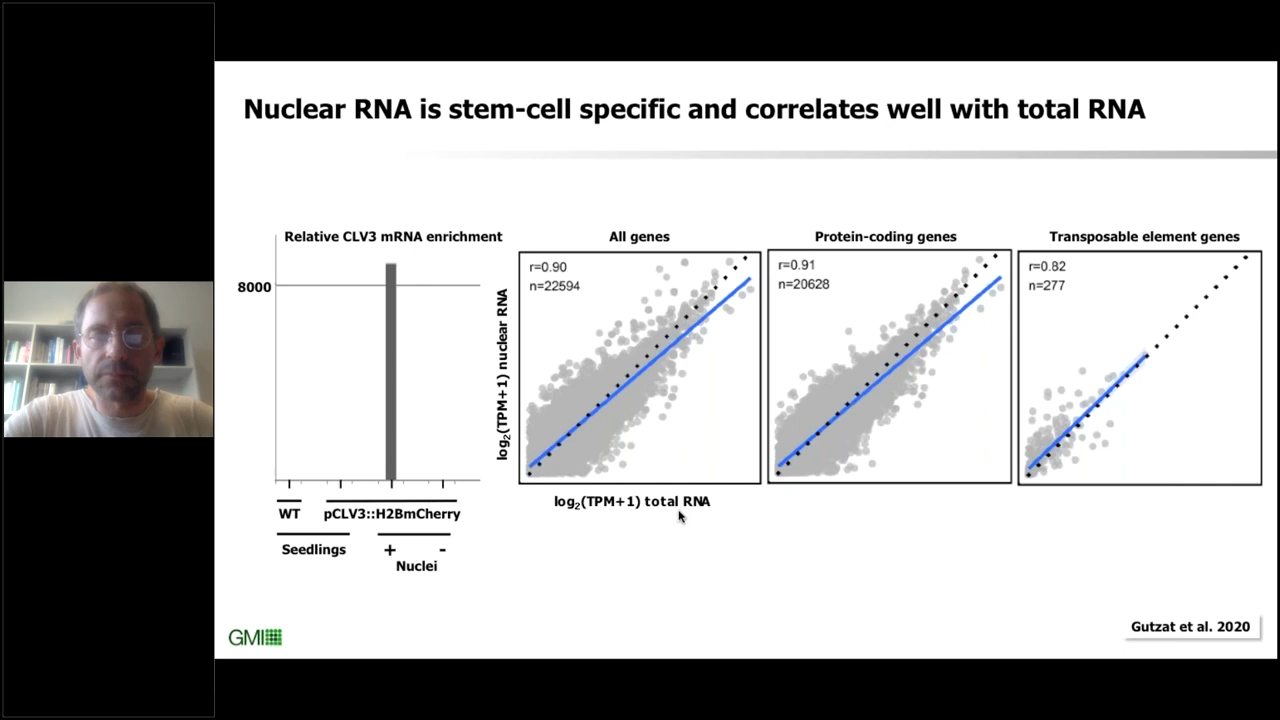 Nuclear RNA is stem-cell specific and correlates well with total RNA
Relative CLV3 mRNA enrichment
8000
WT
pCLV3::H2BmCherry
Seedlings
+
-
Nuclei
log₂(TPM+1) nuclear RNA
All genes
r=0.90
n=22594
log₂(TPM+1) total RNA
Protein-coding genes
r=0.91
n=20628
Transposable element genes
r=0.82
n=277
GMI
Gutzat et al. 2020